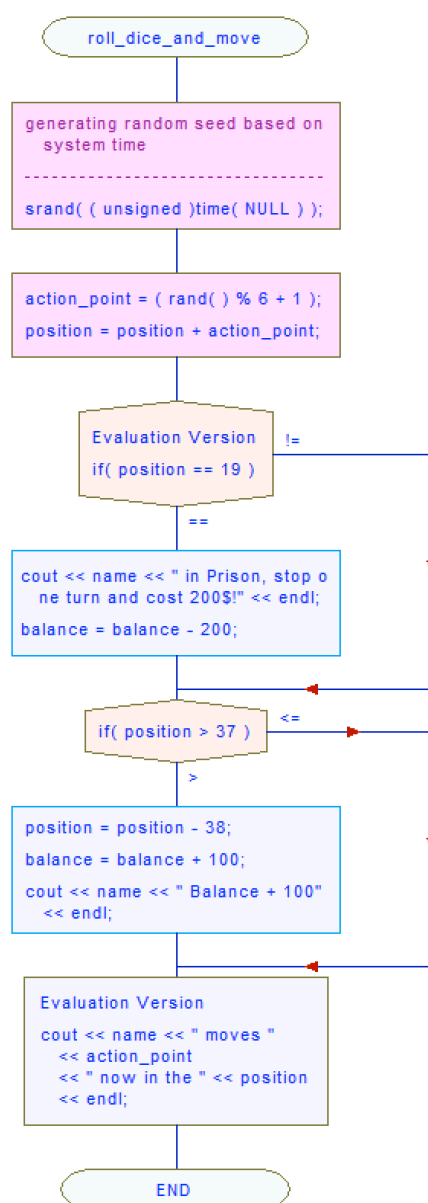 roll_dice_and_move
generating random seed based on
system time
--------------------------------
srand( ( unsigned )time( NULL ) );
action_point = ( rand( ) % 6 + 1 );
position = position + action_point;
Evaluation Version
!=
if( position == 19 )
==
cout << name << " in Prison, stop o
ne turn and cost 200$!" << endl;
balance = balance - 200;
<=
if( position > 37 )
>
position = position - 38;
balance = balance + 100;
cout << name << " Balance + 100"
<< endl;
Evaluation Version
cout << name << " moves "
<< action_point
<< " now in the " << position
<< endl;
END